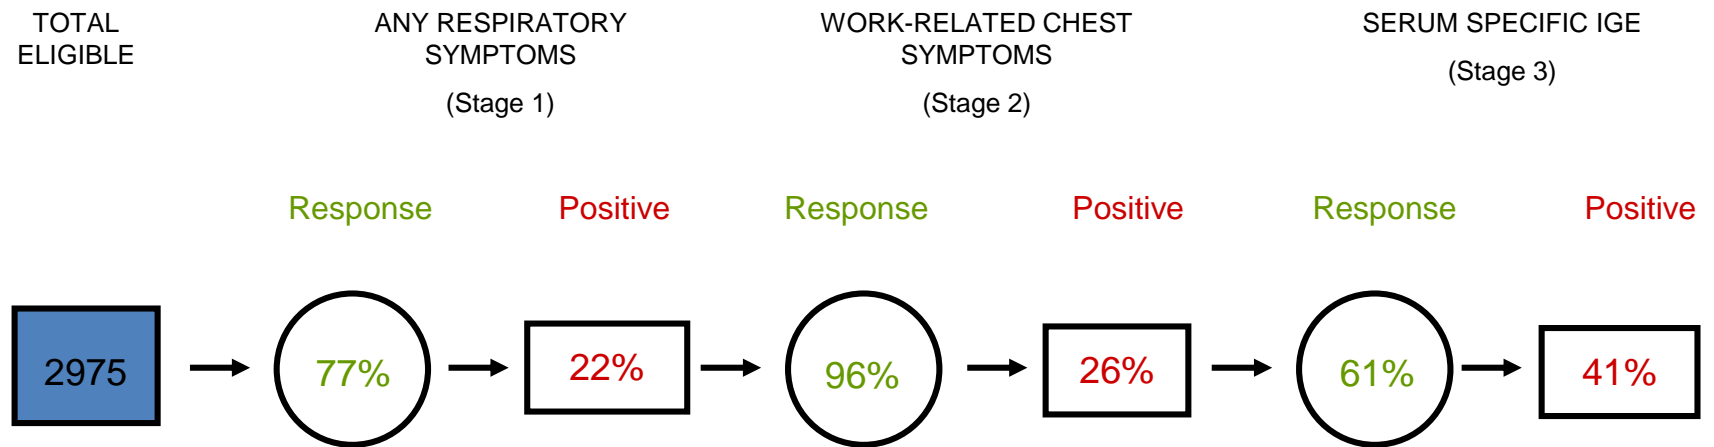 TOTAL
ELIGIBLE
ANY RESPIRATORY
SYMPTOMS
(Stage 1)
WORK-RELATED CHEST
SYMPTOMS
(Stage 2)
SERUM SPECIFIC IGE
(Stage 3)
Response
Positive
Response
Positive
Response
Positive
2975
77%
22%
96%
26%
61%
41%